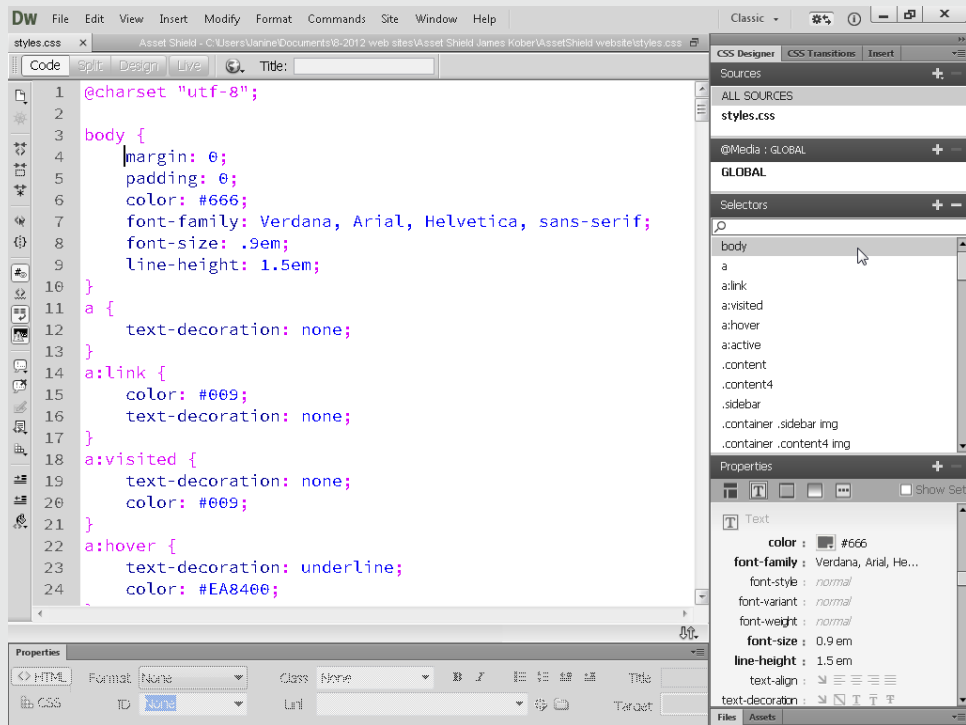 DW File Edit View Insert Modify Format Commands Site Window Help Classic
styles.css Asset Shield - C:\Users\Janine\Documents\8-2012 web sites\Asset Shield James Kober\AssetShield website\styles.css
Code Split Design Live Title:
1 @charset "utf-8";
2
3 body {
4 margin: 0;
5 padding: 0;
6 color: #666;
7 font-family: Verdana, Arial, Helvetica, sans-serif;
8 font-size: .9em;
9 line-height: 1.5em;
10 }
11 a {
12 text-decoration: none;
13 }
14 a:link {
15 color: #009;
16 text-decoration: none;
17 }
18 a:visited {
19 text-decoration: none;
20 color: #009;
21 }
22 a:hover {
23 text-decoration: underline;
24 color: #EA8400;
CSS Designer CSS Transitions Insert
Sources
ALL SOURCES
styles.css
@Media : GLOBAL
GLOBAL
Selectors
body
a
a:link
a:visited
a:hover
a:active
.content
.content4
.sidebar
.container .sidebar img
.container .content4 img
Properties
Show Set
Text
color : #666
font-family : Verdana, Arial, He...
font-style : normal
font-variant : normal
font-weight : normal
font-size : 0.9 em
line-height : 1.5 em
text-align :
text-decoration :
Files Assets
Properties
<> HTML Format None Class None B I Title
CSS ID None Link Target